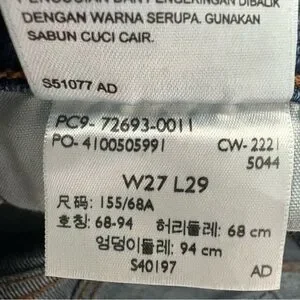 DENGAN WARNA SERUPA. GUNAKAN
SABUN CUCI CAIR.
S51077 AD
PC9- 72693-0011
PO- 4100505991 CW- 2221
5044
W27 L29
尺码: 155/68A
호칭: 68-94 허리둘레: 68 cm
엉덩이둘레: 94 cm
S40197 AD